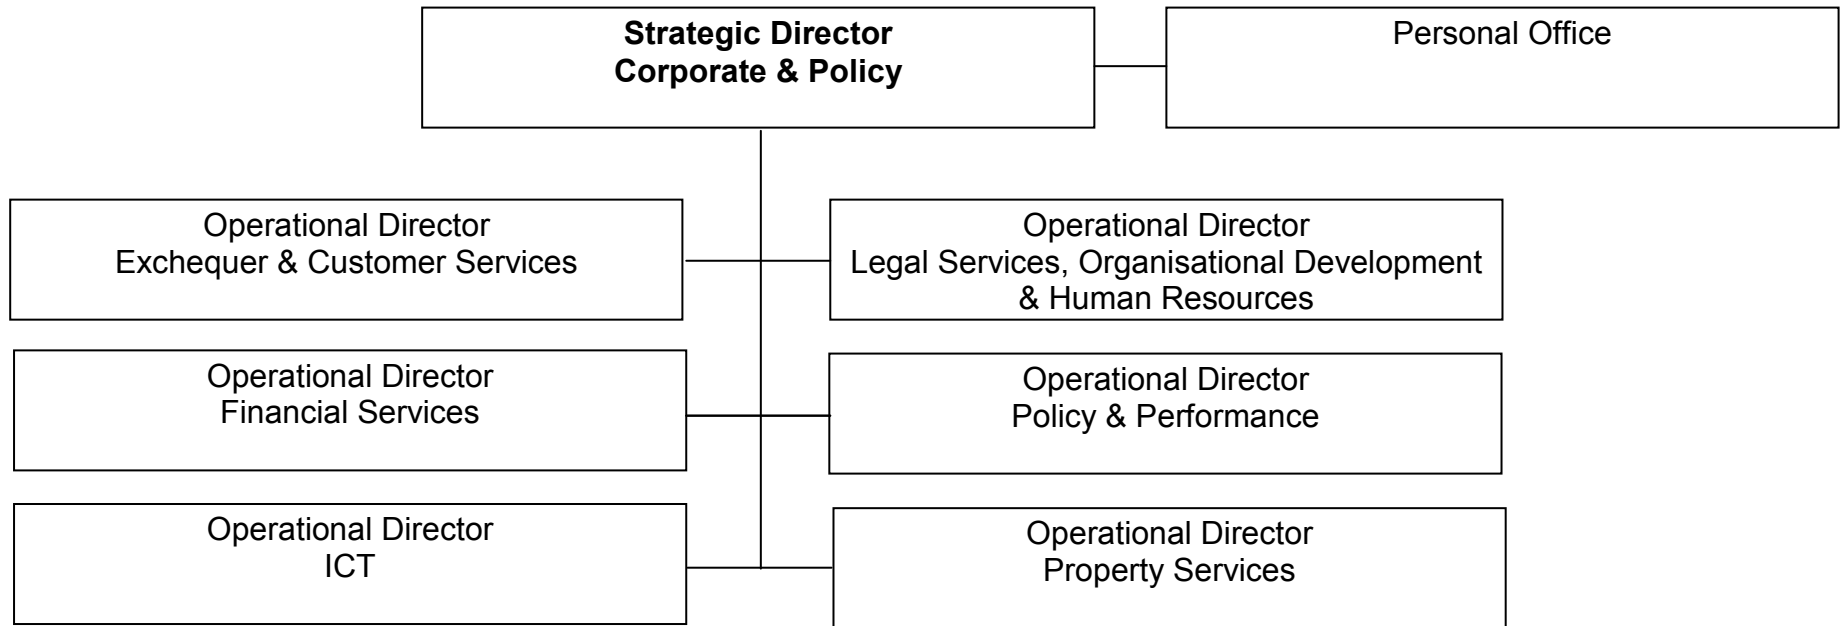 Strategic Director
Corporate & Policy
Personal Office
Operational Director
Exchequer & Customer Services
Operational Director
Legal Services, Organisational Development
& Human Resources
Operational Director
Financial Services
Operational Director
Policy & Performance
Operational Director
ICT
Operational Director
Property Services